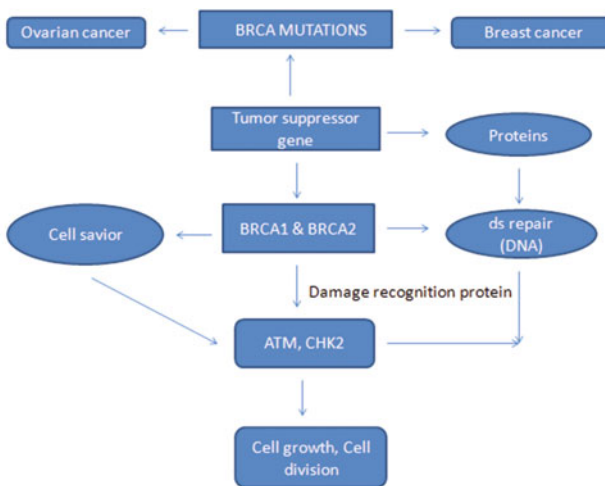 Ovarian cancer
BRCA MUTATIONS
Breast cancer
Tumor suppressor
gene
Proteins
Cell savior
BRCA1 & BRCA2
ds repair
(DNA)
Damage recognition protein
ATM, CHK2
Cell growth, Cell
division